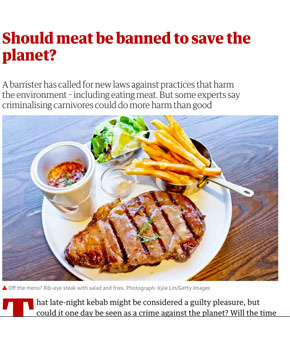 Should meat be banned to save the
planet?
A barrister has called for new laws against practices that harm
the environment – including eating meat. But some experts say
criminalising carnivores could do more harm than good
▲ Off the menu? Rib-eye steak with salad and fries. Photograph: Kyle Lin/Getty Images
That late-night kebab might be considered a guilty pleasure, but
could it one day be seen as a crime against the planet? Will the time